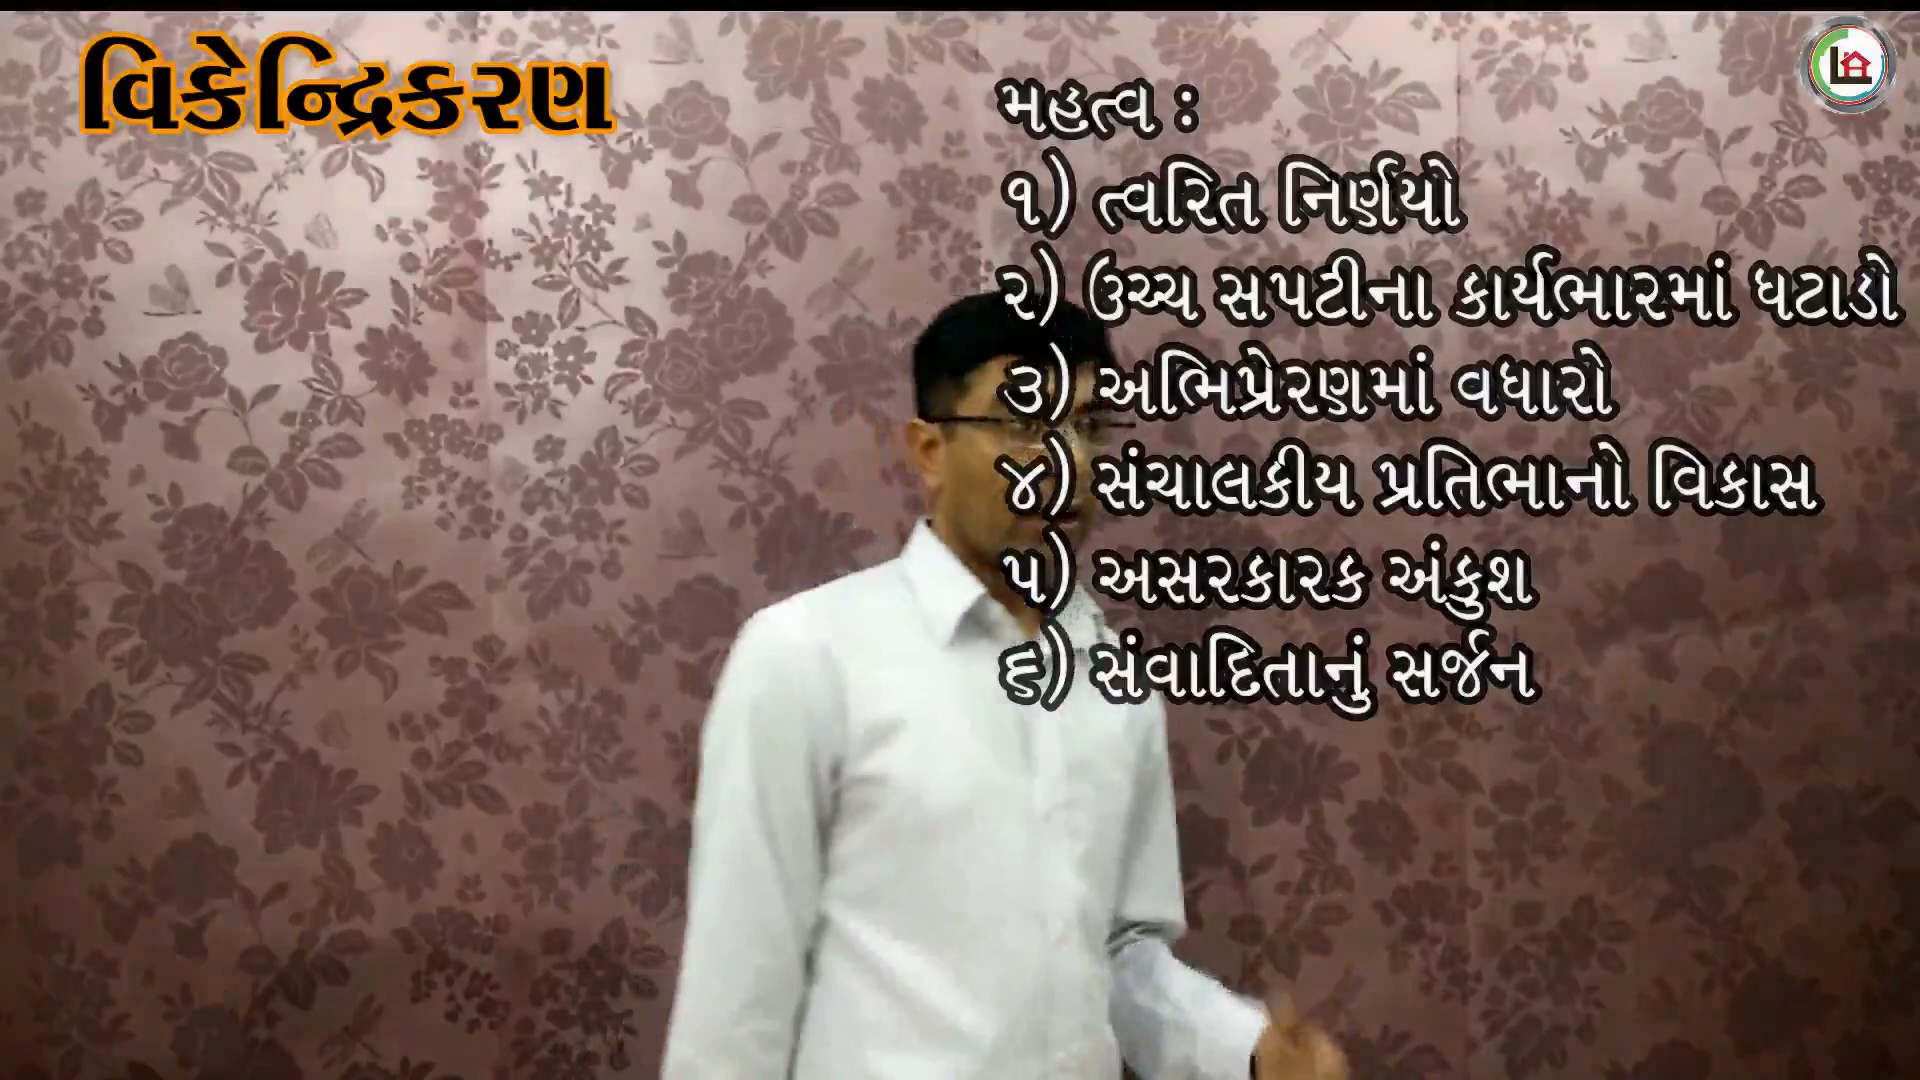 વિકેન્દ્રિકરણ
મહત્વ :
૧) ત્વરિત નિર્ણયો
૨) ઉચ્ચ સપટીના કાર્યભારમાં ધટાડો
૩) અભિપ્રેરણમાં વધારો
૪) સંચાલકીય પ્રતિભાનો વિકાસ
૫) અસરકારક અંકુશ
૬) સંવાદિતાનું સર્જન